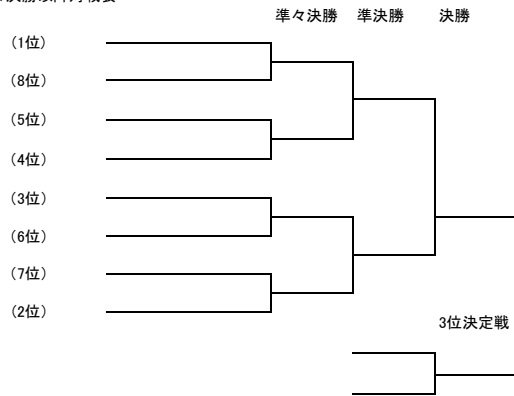 準々決勝 準決勝 決勝
(1位)
(8位)
(5位)
(4位)
(3位)
(6位)
(7位)
(2位)
3位決定戦